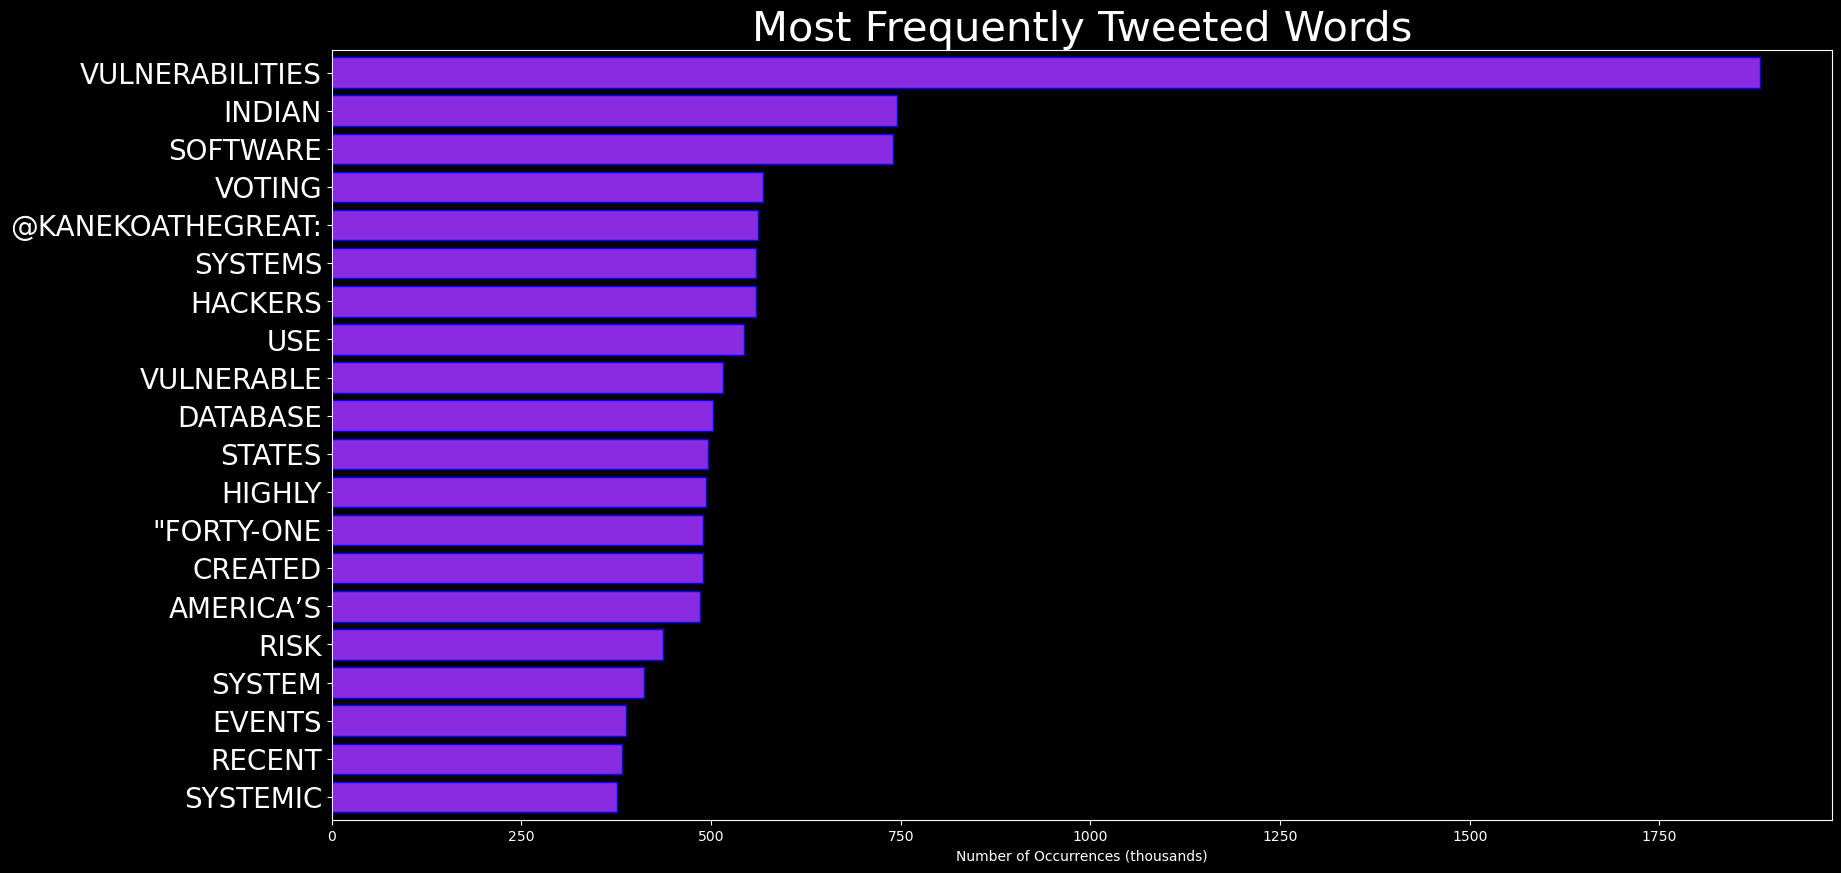 Most Frequently Tweeted Words
VULNERABILITIES
INDIAN
SOFTWARE
VOTING
@KANEKOATHEGREAT:
SYSTEMS
HACKERS
USE
VULNERABLE
DATABASE
STATES
HIGHLY
"FORTY-ONE
CREATED
AMERICA’S
RISK
SYSTEM
EVENTS
RECENT
SYSTEMIC
0 250 500 750 1000 1250 1500 1750
Number of Occurrences (thousands)